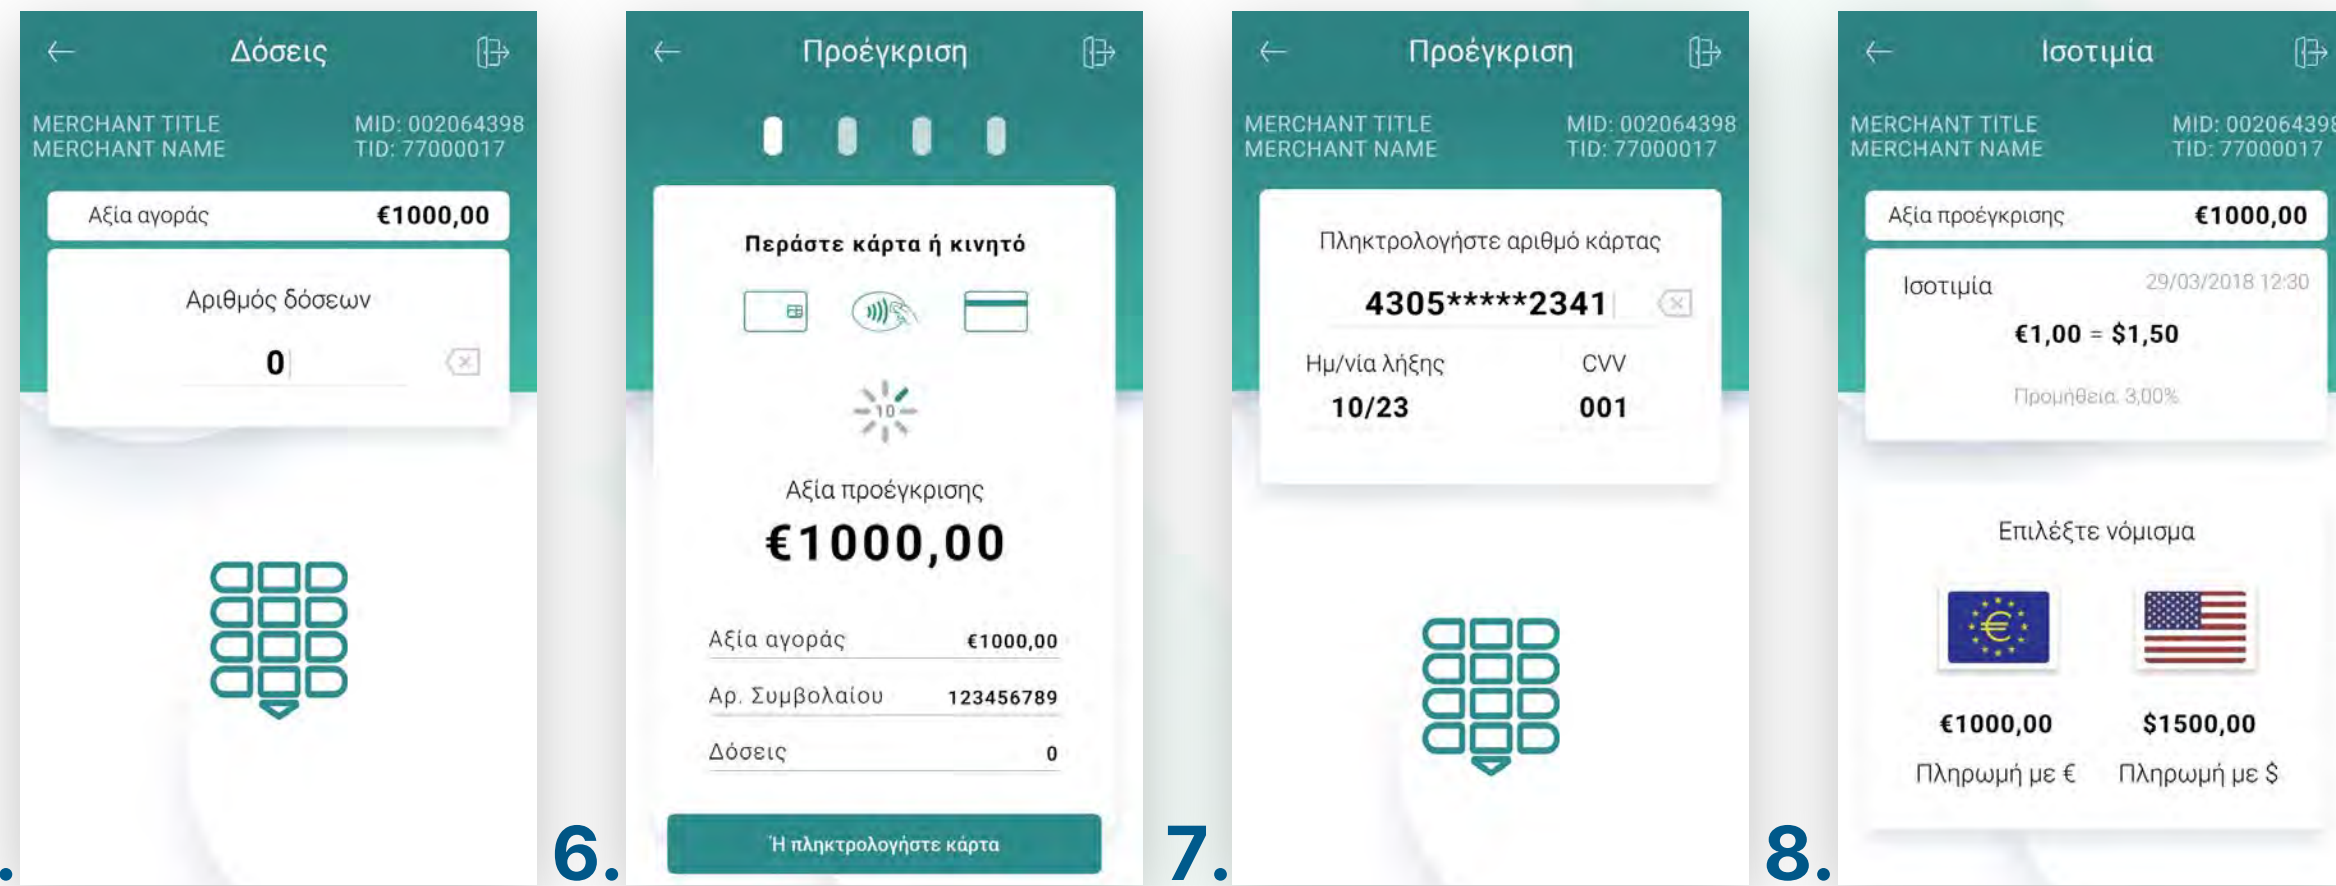 Δόσεις
MERCHANT TITLE MID: 002064398
MERCHANT NAME TID: 77000017
Αξία αγοράς €1000,00
Αριθμός δόσεων
0
.
Προέγκριση
Περάστε κάρτα ή κινητό
10
Αξία προέγκρισης
€1000,00
Αξία αγοράς €1000,00
Αρ. Συμβολαίου 123456789
Δόσεις 0
Ή πληκτρολογήστε κάρτα
6.
Προέγκριση
MERCHANT TITLE MID: 002064398
MERCHANT NAME TID: 77000017
Πληκτρολογήστε αριθμό κάρτας
4305*****2341
Ημ/νία λήξης CVV
10/23 001
7.
Ισοτιμία
MERCHANT TITLE MID: 002064398
MERCHANT NAME TID: 77000017
Αξία προέγκρισης €1000,00
Ισοτιμία 29/03/2018 12:30
€1,00 = $1,50
Προμήθεια. 3,00%
Επιλέξτε νόμισμα
€
€1000,00 $1500,00
Πληρωμή με € Πληρωμή με $
8.